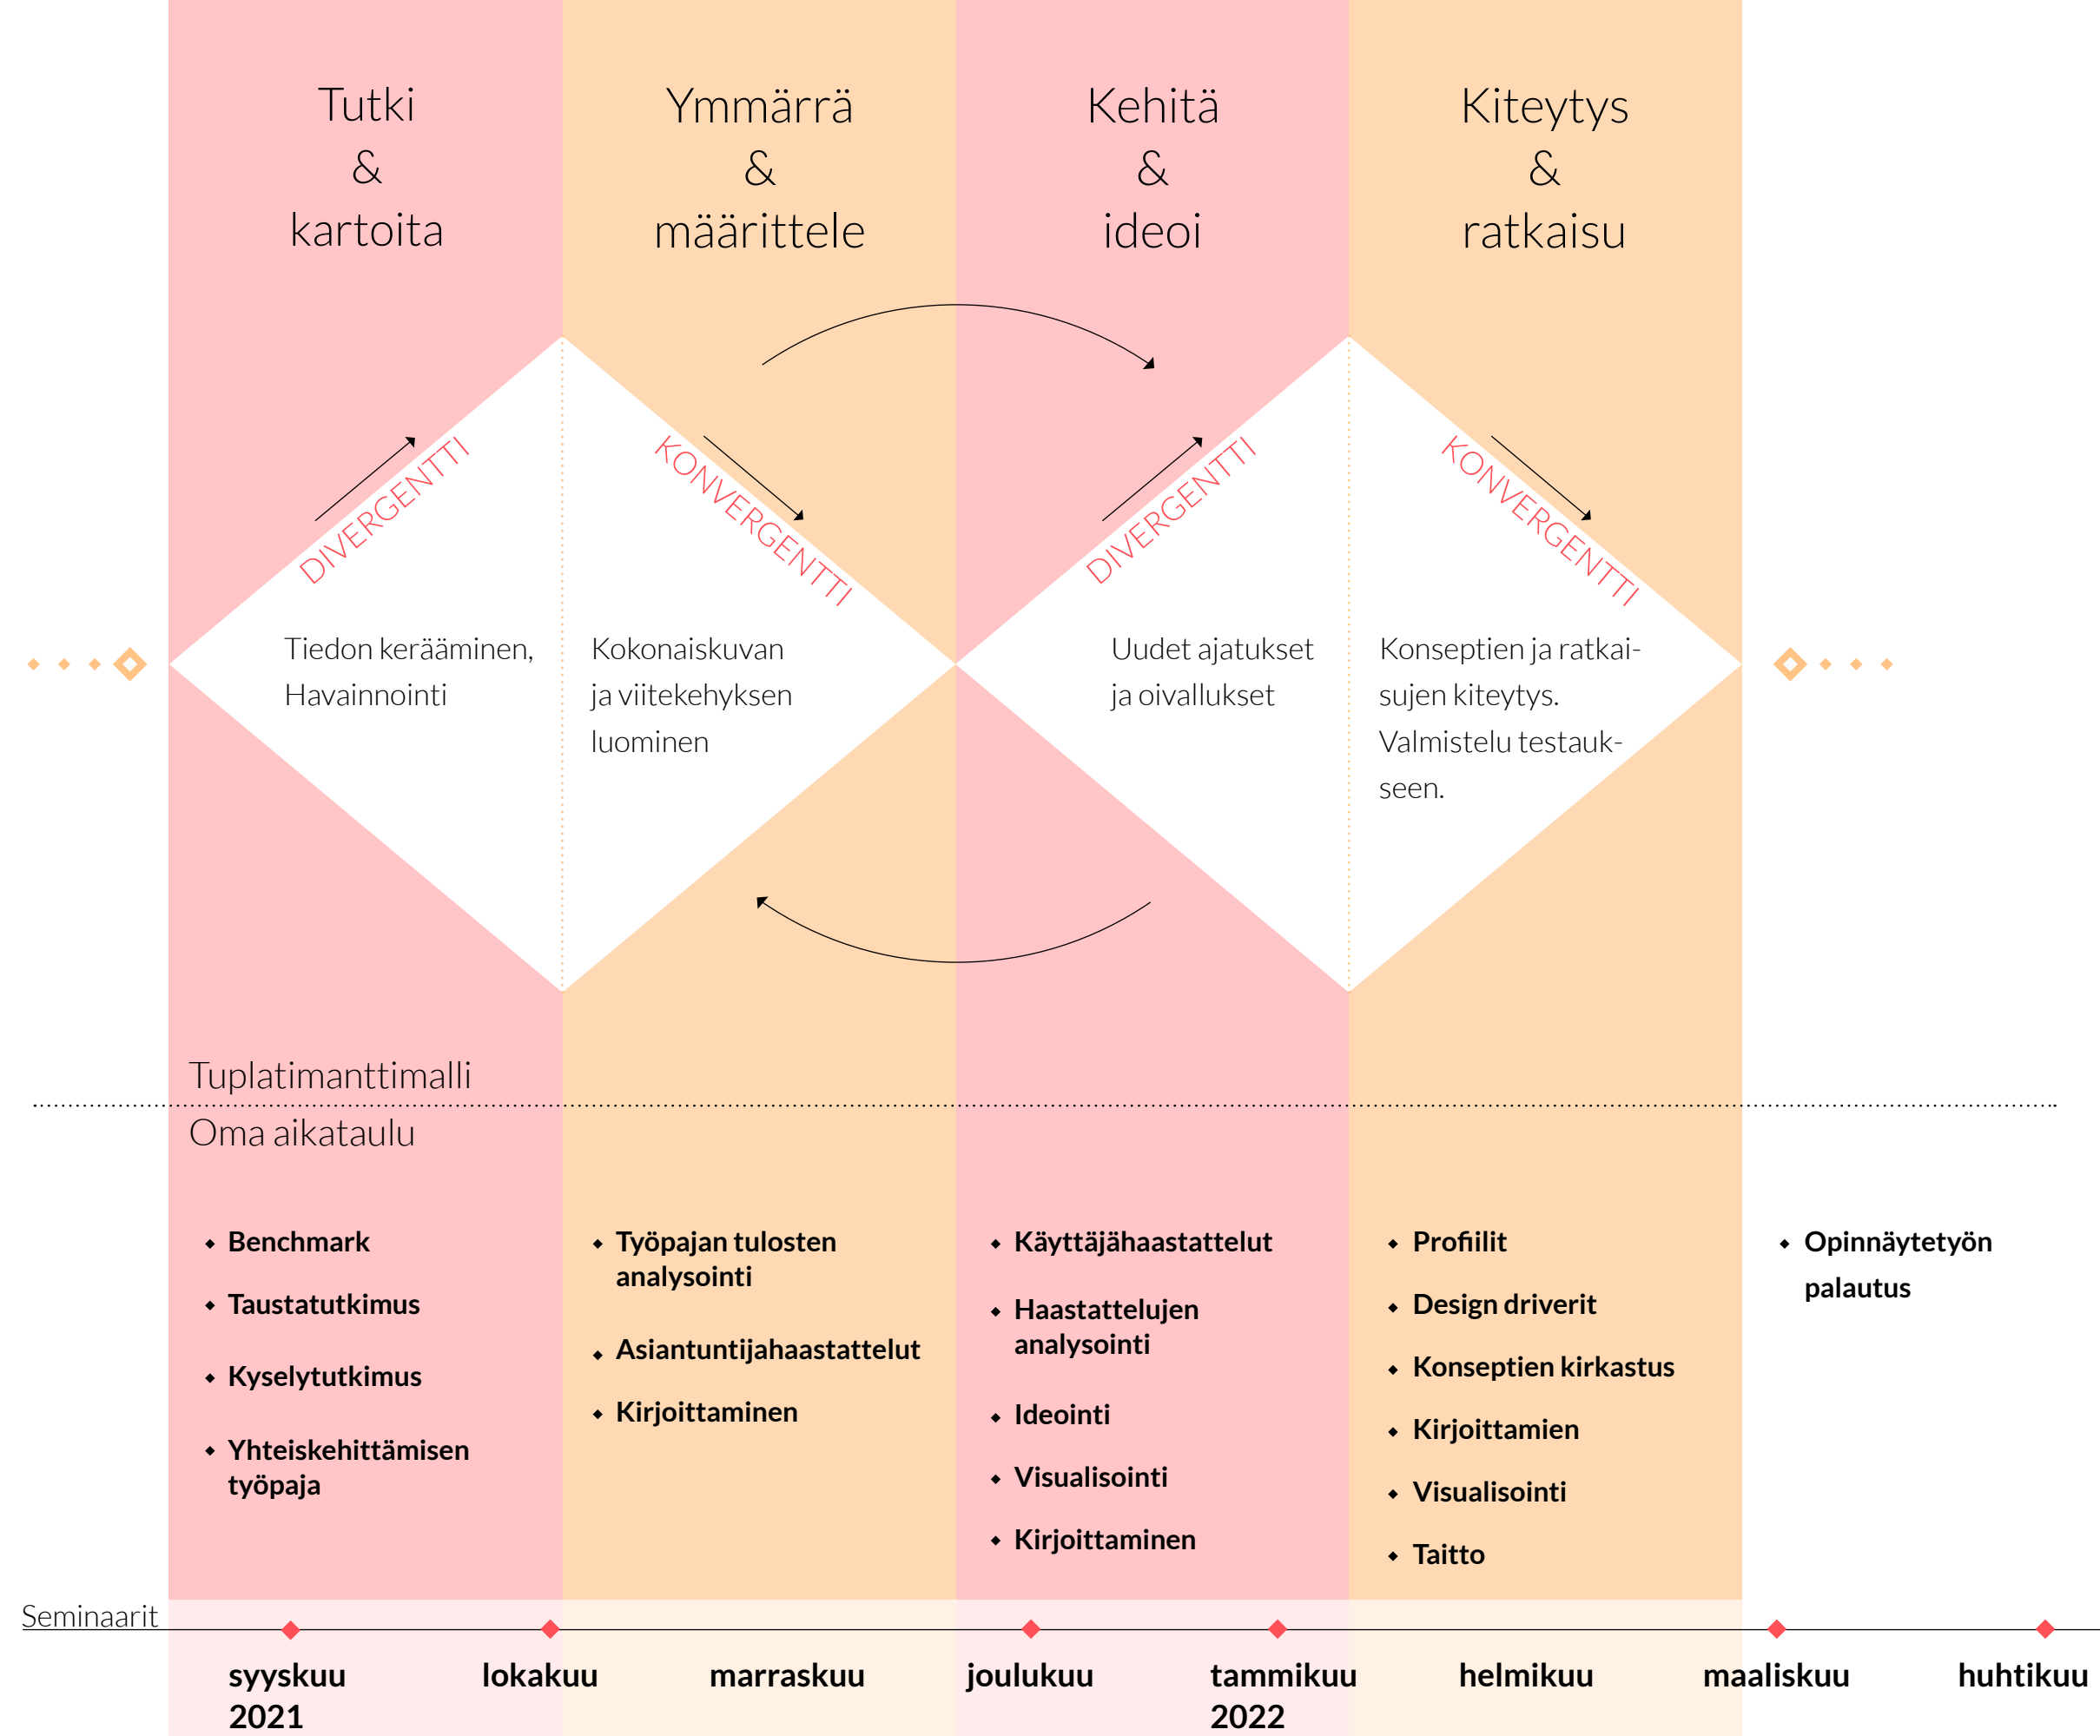 Tutki
&
kartoita
Ymmärrä
&
määrittele
Kehitä
&
ideoi
Kiteytys
&
ratkaisu
DIVERGENTTI
KONVERGENTTI
DIVERGENTTI
KONVERGENTTI
Tiedon kerääminen,
Havainnointi
Kokonaiskuvan
ja viitekehyksen
luominen
Uudet ajatukset
ja oivallukset
Konseptien ja ratkai-
sujen kiteytys.
Valmistelu testauk-
seen.
Tuplatimanttimalli
Oma aikataulu
Benchmark
Taustatutkimus
Kyselytutkimus
Yhteiskehittämisen
työpaja
Työpajan tulosten
analysointi
Asiantuntijahaastattelut
Kirjoittaminen
Käyttäjähaastattelut
Haastattelujen
analysointi
Ideointi
Visualisointi
Kirjoittaminen
Profiilit
Design driverit
Konseptien kirkastus
Kirjoittamien
Visualisointi
Taitto
Opinnäytetyön
palautus
Seminaarit
syyskuu
2021
lokakuu
marraskuu
joulukuu
tammikuu
2022
helmikuu
maaliskuu
huhtikuu